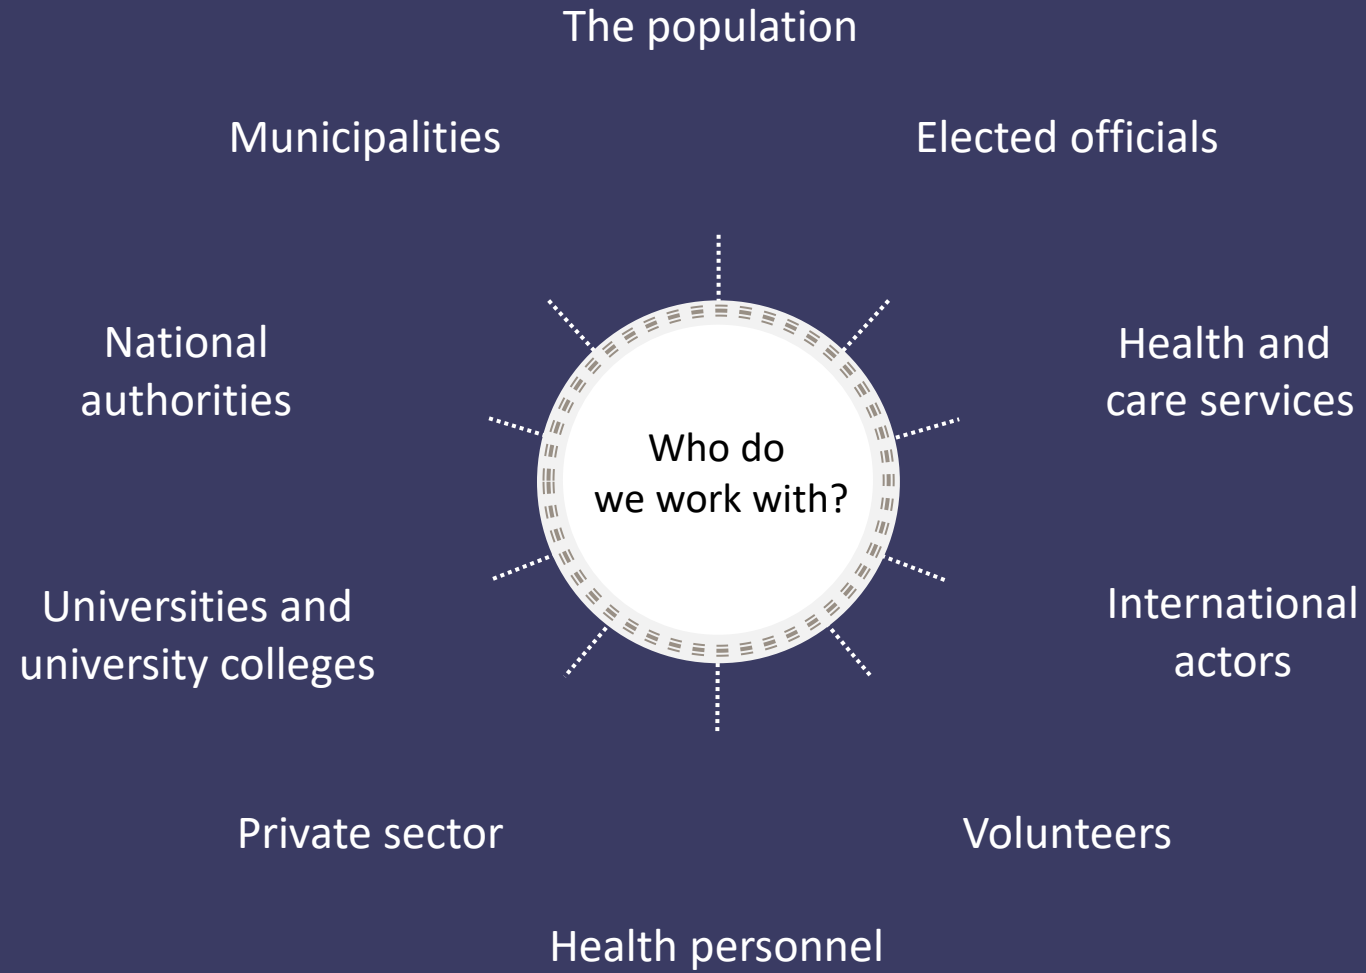 The population
Municipalities
Elected officials
National
authorities
Health and
care services
Who do
we work with?
Universities and
university colleges
International
actors
Private sector
Volunteers
Health personnel